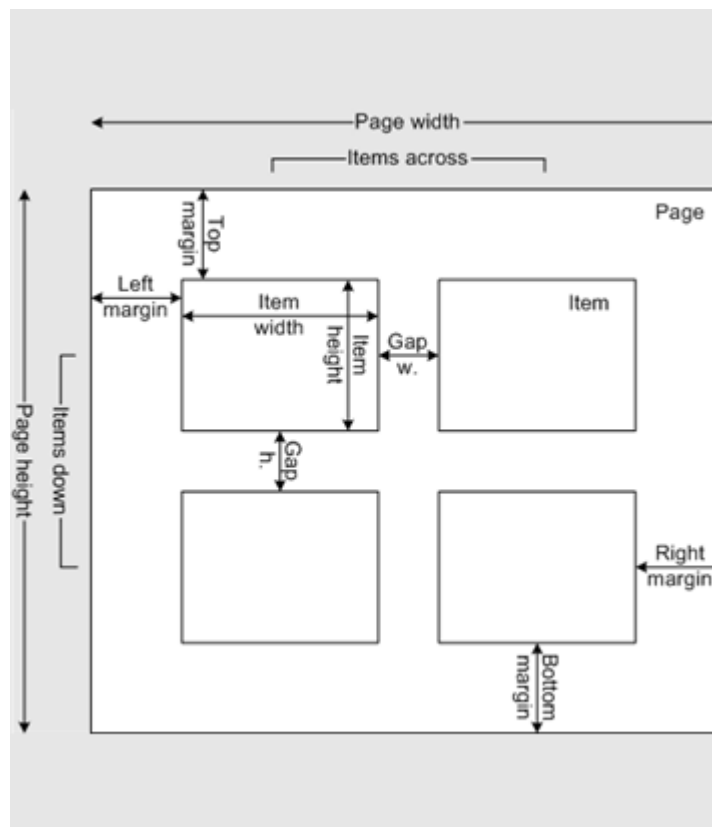 Page width
Items across
Page
Top
margin
Left
margin
Item
width
Item
height
Item
Gap
w.
Items down
Page height
Gap
h.
Right
margin
Bottom
margin